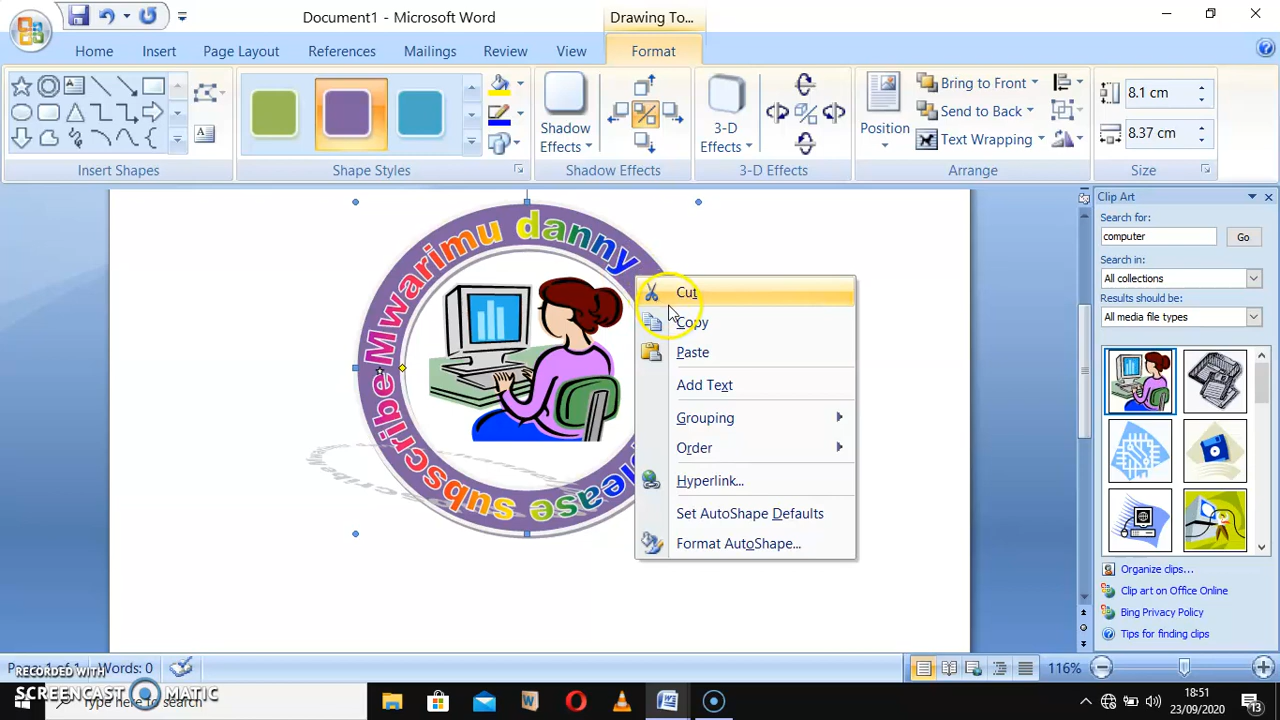 Document1 - Microsoft Word
Drawing To...
Home
Insert
Page Layout
References
Mailings
Review
View
Format
Shadow Effects
3-D Effects
Position
Bring to Front
Send to Back
Text Wrapping
8.1 cm
8.37 cm
Insert Shapes
Shape Styles
Shadow Effects
3-D Effects
Arrange
Size
Mwarimu danny
please subscribe
Cut
Copy
Paste
Add Text
Grouping
Order
Hyperlink...
Set AutoShape Defaults
Format AutoShape...
Clip Art
Search for:
computer
Go
Search in:
All collections
Results should be:
All media file types
Organize clips...
Clip art on Office Online
Bing Privacy Policy
Tips for finding clips
Words: 0
116%
RECORDED WITH
SCREENCAST MATIC
Type here to search
18:51
23/09/2020
13